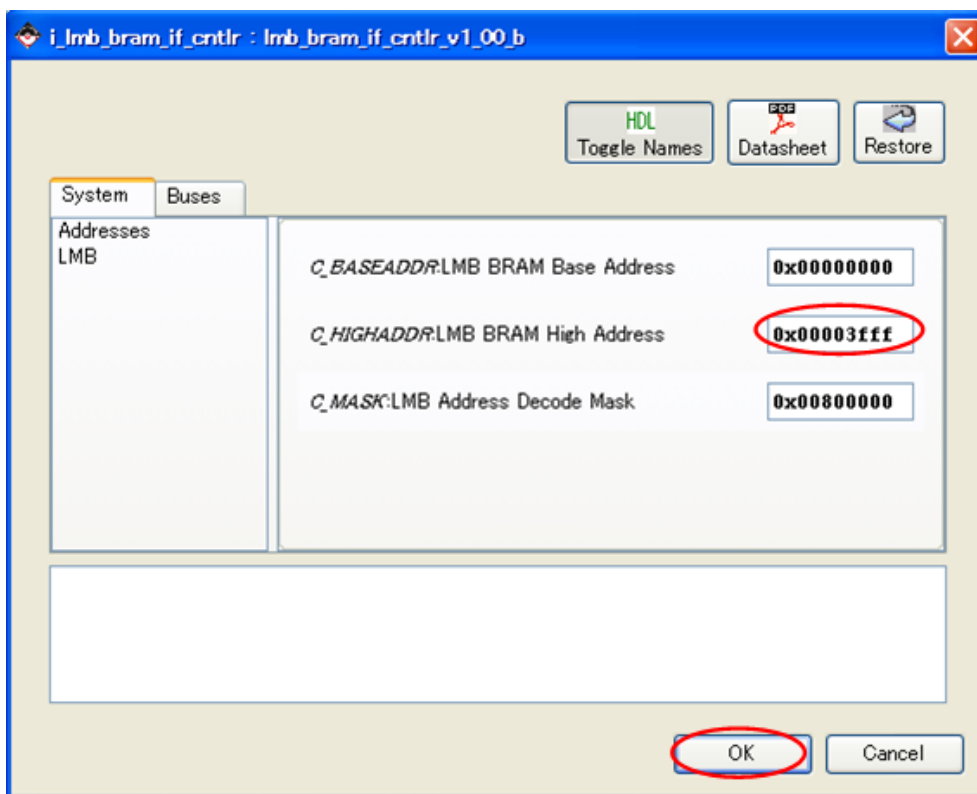 i_lmb_bram_if_cntlr : lmb_bram_if_cntlr_v1_00_b
HDL
Toggle Names
PDF
Datasheet
Restore
System
Buses
Addresses
LMB
C_BASEADDR:LMB BRAM Base Address
0x00000000
C_HIGHADDR:LMB BRAM High Address
0x00003fff
C_MASK:LMB Address Decode Mask
0x00800000
OK
Cancel